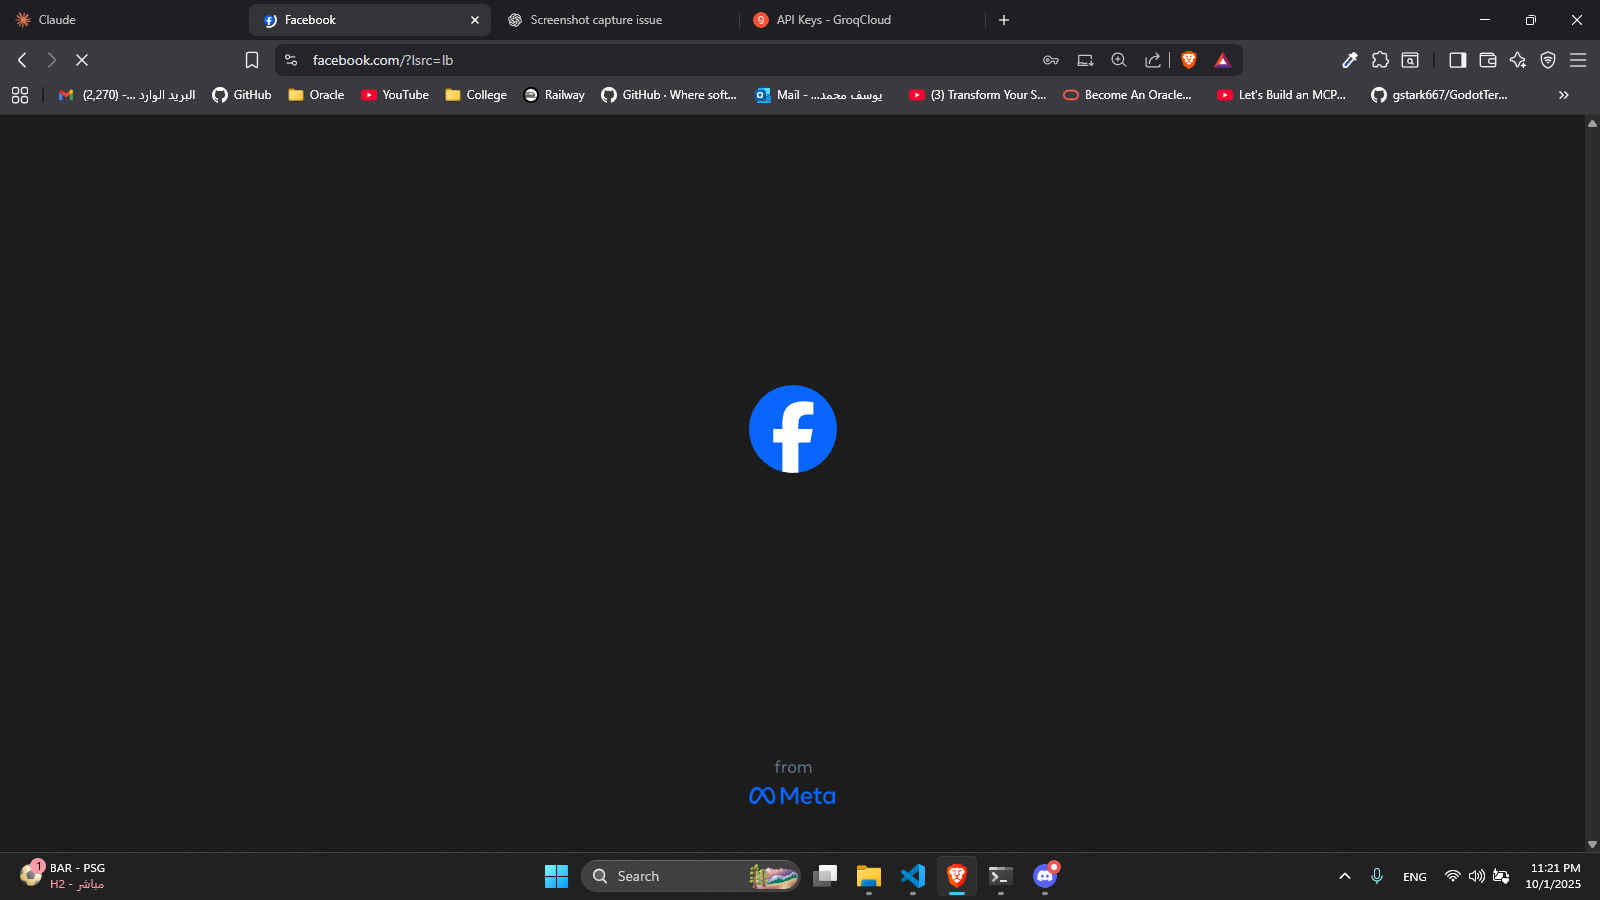 Claude
Facebook
Screenshot capture issue
API Keys - GroqCloud
facebook.com/?lsrc=lb
البريد الوارد ...- (2,270)
GitHub
Oracle
YouTube
College
Railway
GitHub · Where soft...
Mail - يوسف محمد...
(3) Transform Your S...
Become An Oracle...
Let's Build an MCP...
gstark667/GodotTer...
from
Meta
1
BAR - PSG
H2 - مباشر
Search
ENG
11:21 PM
10/1/2025